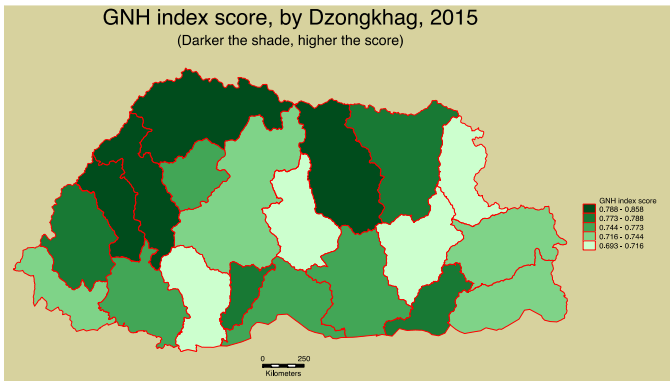 GNH index score, by Dzongkhag, 2015
(Darker the shade, higher the score)
GNH index score
0.788 - 0.858
0.773 - 0.788
0.744 - 0.773
0.716 - 0.744
0.693 - 0.716
0 250
Kilometers